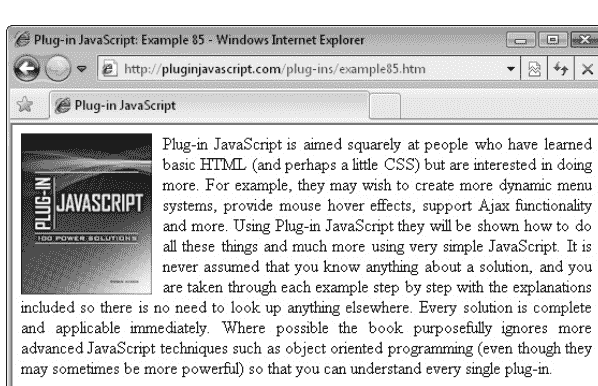 Plug-in JavaScript: Example 85 - Windows Internet Explorer
http://pluginjavascript.com/plug-ins/example85.htm
Plug-in JavaScript
PLUG-IN
JAVASCRIPT
100 POWER SOLUTIONS
Plug-in JavaScript is aimed squarely at people who have learned
basic HTML (and perhaps a little CSS) but are interested in doing
more. For example, they may wish to create more dynamic menu
systems, provide mouse hover effects, support Ajax functionality
and more. Using Plug-in JavaScript they will be shown how to do
all these things and much more using very simple JavaScript. It is
never assumed that you know anything about a solution, and you
are taken through each example step by step with the explanations
included so there is no need to look up anything elsewhere. Every solution is complete
and applicable immediately. Where possible the book purposefully ignores more
advanced JavaScript techniques such as object oriented programming (even though they
may sometimes be more powerful) so that you can understand every single plug-in.